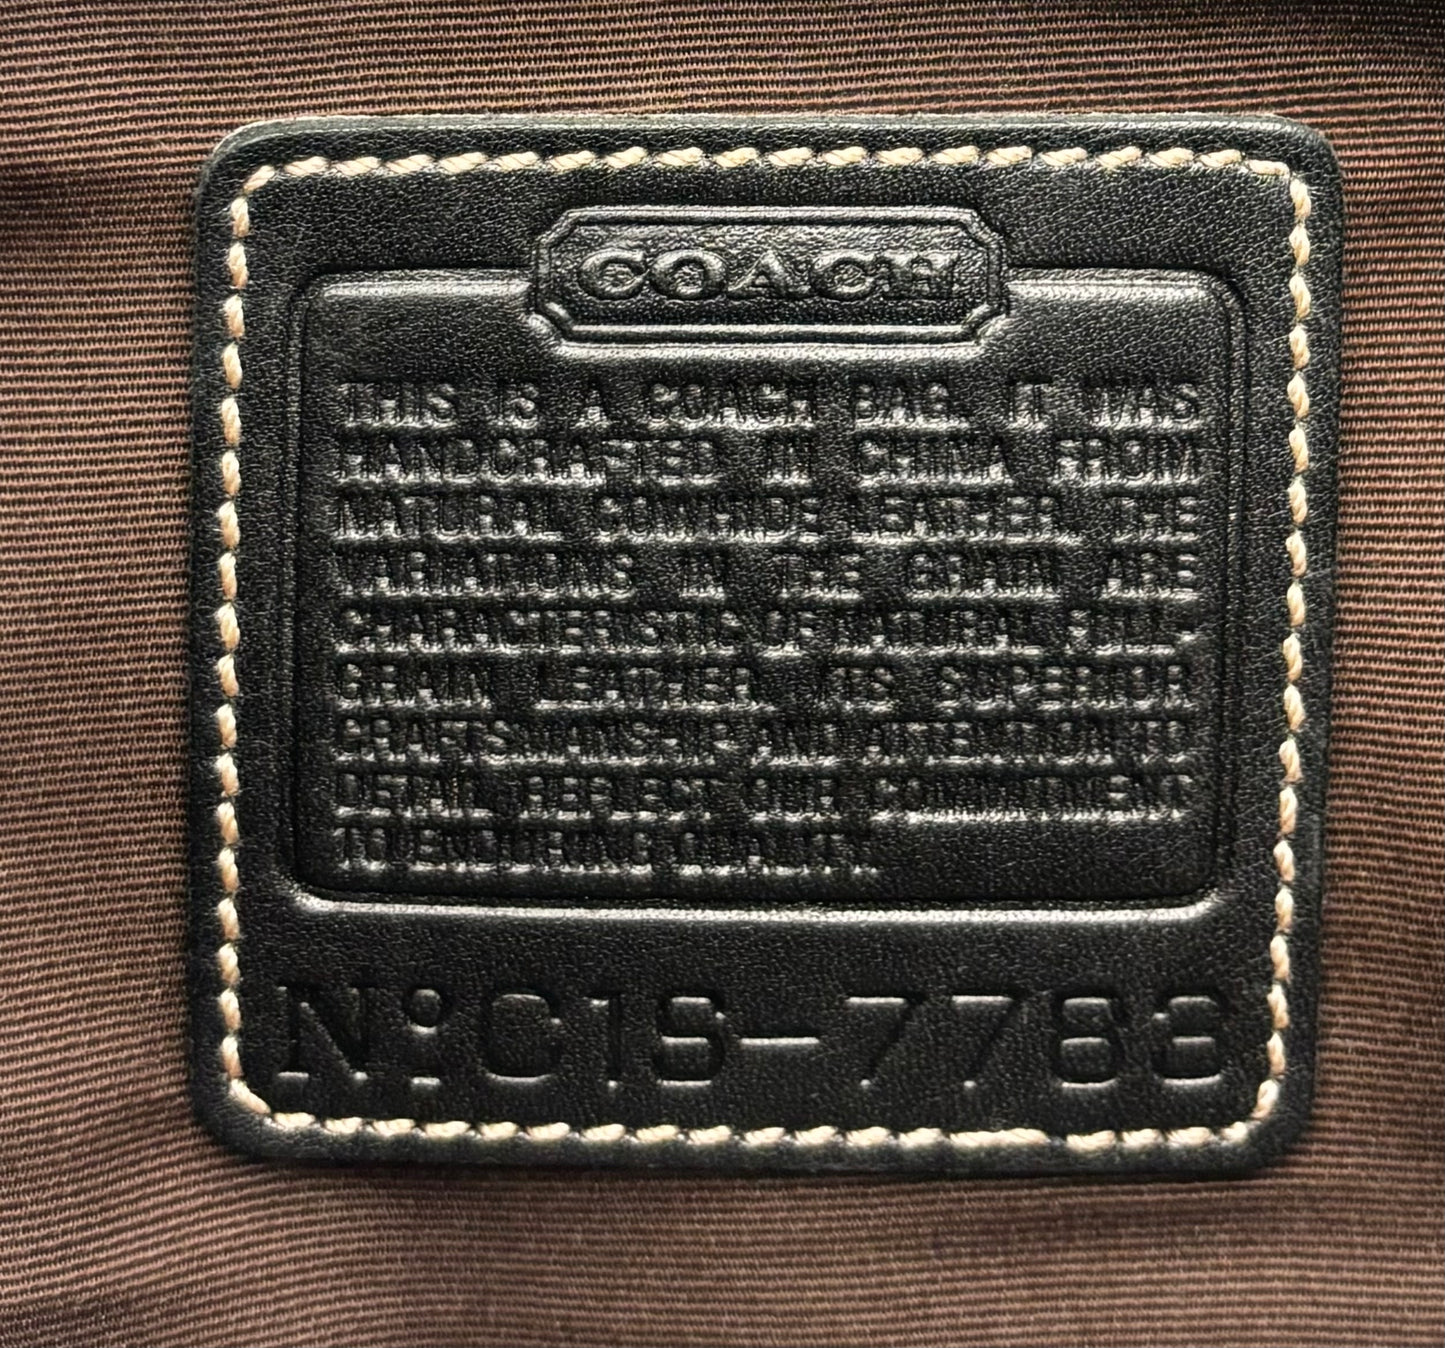 COACH
THIS IS A COACH BAG. IT WAS
HANDCRAFTED IN CHINA FROM
NATURAL COWHIDE LEATHER. THE
VARIATIONS IN THE GRAIN ARE
CHARACTERISTIC OF NATURAL FULL-
GRAIN LEATHER. ITS SUPERIOR
CRAFTSMANSHIP AND ATTENTION TO
DETAIL REFLECT OUR COMMITMENT
TO ENDURING QUALITY.